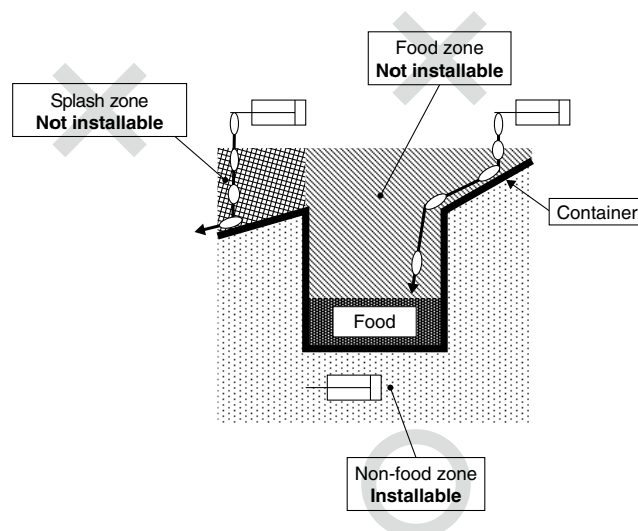 Food zone
Not installable
Splash zone
Not installable
Container
Food
Non-food zone
Installable